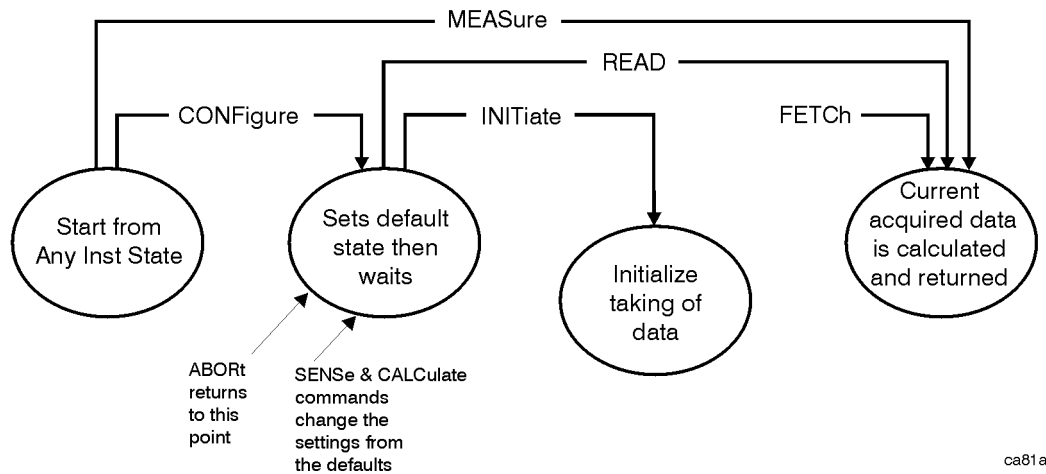 MEASure
READ
CONFigure
INITiate
FETCh
Start from
Any Inst State
Sets default
state then
waits
Initialize
taking of
data
Current
acquired data
is calculated
and returned
ABORt
returns
to this
point
SENSe & CALCulate
commands
change the
settings from
the defaults
ca81a